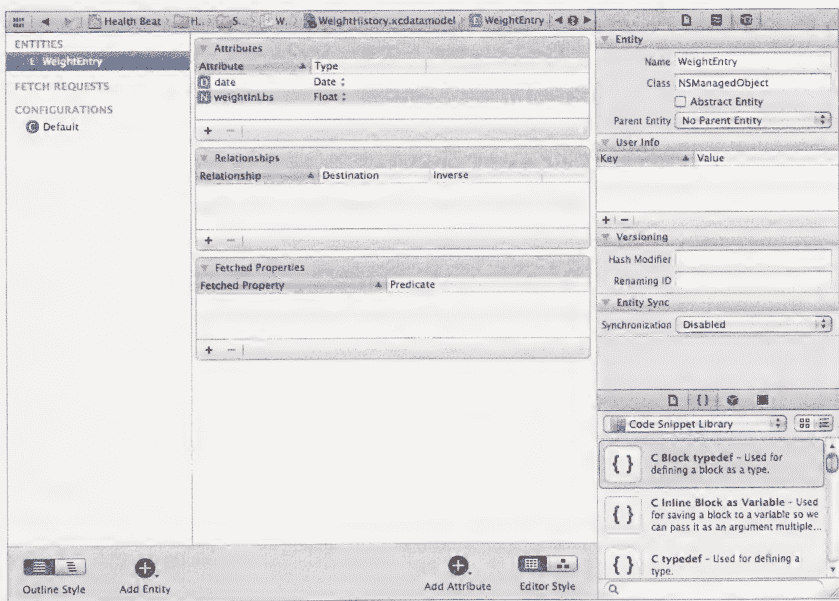 Health Beat H... S... W... WeightHistory.xcdatamodel WeightEntry
ENTITIES
E WeightEntry
FETCH REQUESTS
CONFIGURATIONS
C Default
Attributes
Attribute Type
D date Date
N weightInLbs Float
+ −
Relationships
Relationship Destination Inverse
+ −
Fetched Properties
Fetched Property Predicate
+ −
Outline Style
Add Entity
Add Attribute
Editor Style
Entity
Name WeightEntry
Class NSManagedObject
Abstract Entity
Parent Entity No Parent Entity
User Info
Key Value
+ −
Versioning
Hash Modifier
Renaming ID
Entity Sync
Synchronization Disabled
{ }
Code Snippet Library
{ } C Block typedef – Used for
defining a block as a type.
{ } C Inline Block as Variable – Used
for saving a block to a variable so we
can pass it as an argument multiple...
{ } C typedef – Used for defining a
type.